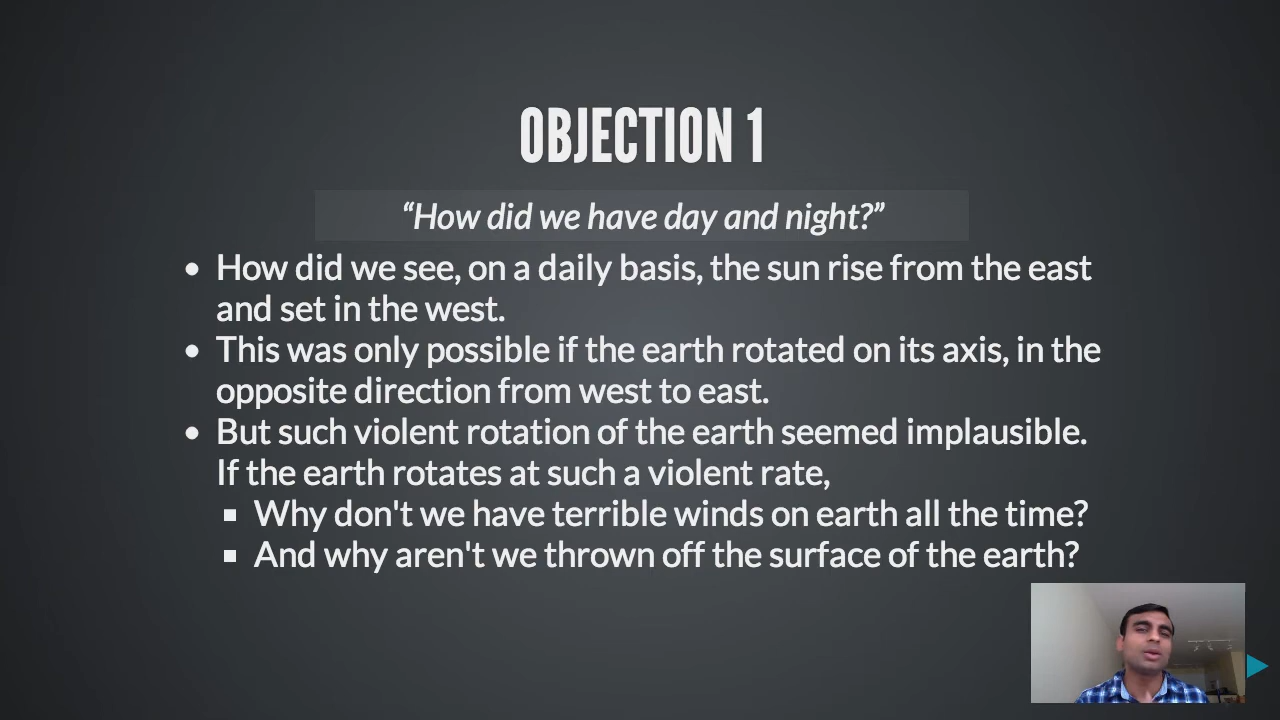 OBJECTION 1
“How did we have day and night?”
• How did we see, on a daily basis, the sun rise from the east
and set in the west.
• This was only possible if the earth rotated on its axis, in the
opposite direction from west to east.
• But such violent rotation of the earth seemed implausible.
If the earth rotates at such a violent rate,
▪ Why don't we have terrible winds on earth all the time?
▪ And why aren't we thrown off the surface of the earth?